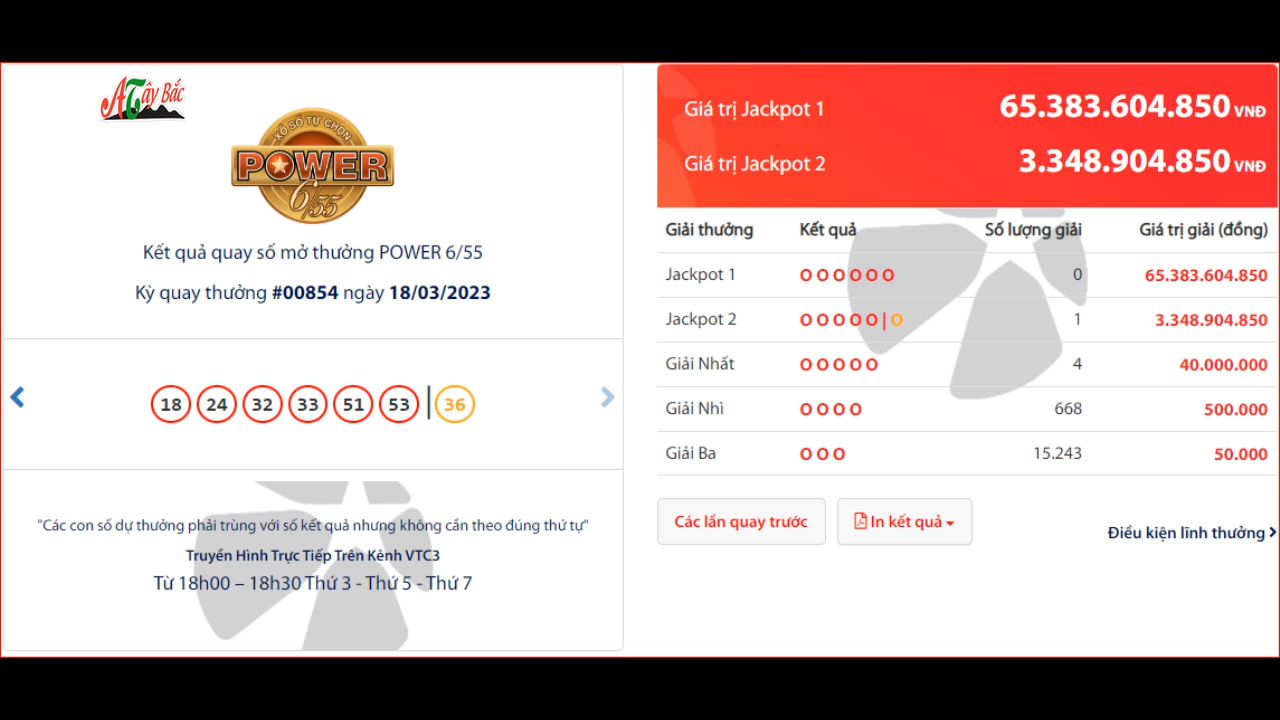 ATây Bắc
XỔ SỐ TỰ CHỌN
POWER
6/55
Kết quả quay số mở thưởng POWER 6/55
Kỳ quay thưởng #00854 ngày 18/03/2023
18 24 32 33 51 53 | 36
"Các con số dự thưởng phải trùng với số kết quả nhưng không cần theo đúng thứ tự"
Truyền Hình Trực Tiếp Trên Kênh VTC3
Từ 18h00 – 18h30 Thứ 3 - Thứ 5 - Thứ 7
Giá trị Jackpot 1 65.383.604.850 VNĐ
Giá trị Jackpot 2 3.348.904.850 VNĐ
Giải thưởng Kết quả Số lượng giải Giá trị giải (đồng)
Jackpot 1 O O O O O O 0 65.383.604.850
Jackpot 2 O O O O O | O 1 3.348.904.850
Giải Nhất O O O O O 4 40.000.000
Giải Nhì O O O O 668 500.000
Giải Ba O O O 15.243 50.000
Các lần quay trước In kết quả
Điều kiện lĩnh thưởng